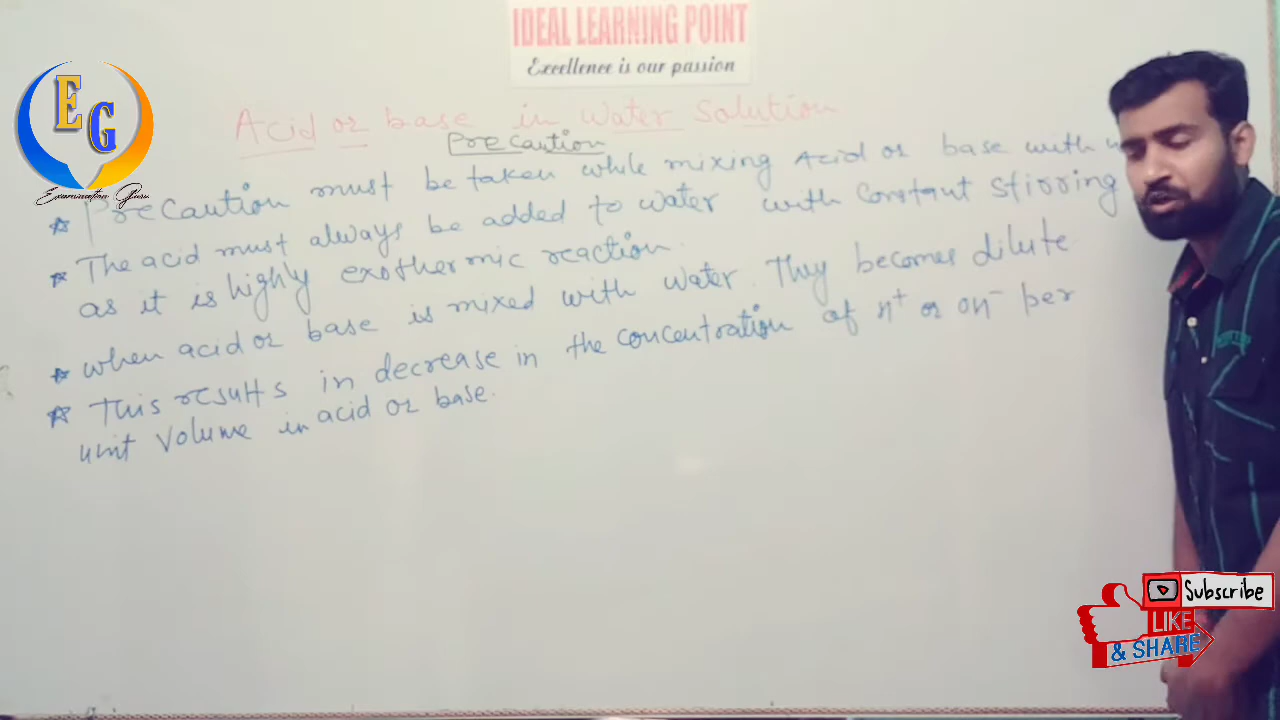 IDEAL LEARNING POINT
Excellence is our passion
EG
Examination Guru
Acid or base in water solution
Precaution
Precaution must be taken while mixing Acid or base with
The acid must always be added to water with constant stirring
as it is highly exothermic reaction.
when acid or base is mixed with water. They becomes dilute
This results in decrease in the concentration of H+ or OH- per
unit volume in acid or base.
Subscribe
LIKE
& SHARE